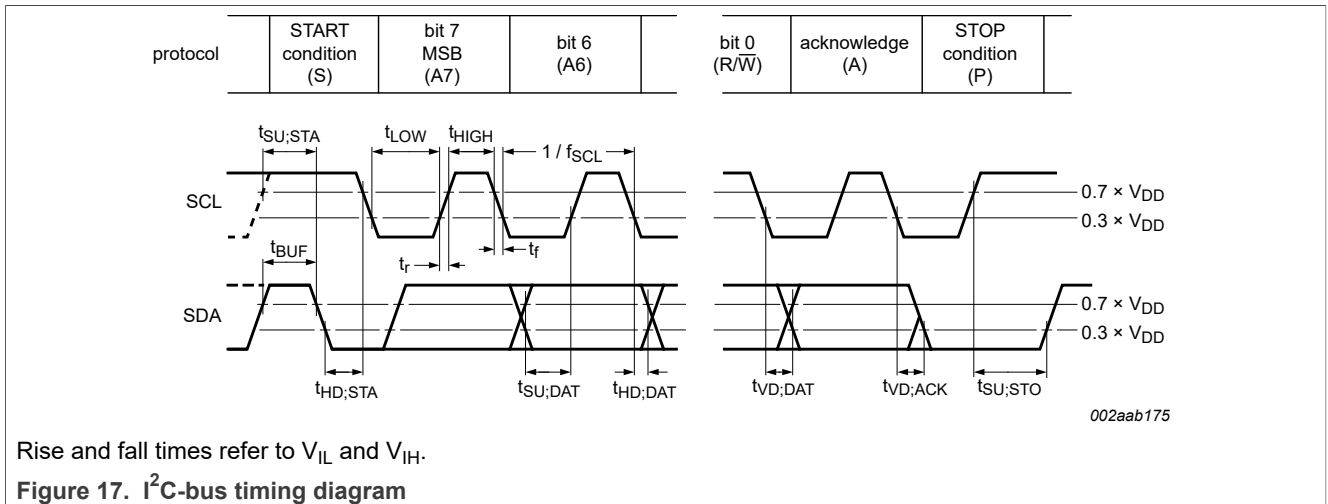 protocol
START condition (S)
bit 7 MSB (A7)
bit 6 (A6)
bit 0 (R/W̅)
acknowledge (A)
STOP condition (P)
tSU;STA
tLOW
tHIGH
1 / fSCL
SCL
0.7 × VDD
0.3 × VDD
tBUF
tr
tf
SDA
0.7 × VDD
0.3 × VDD
tHD;STA
tSU;DAT
tHD;DAT
tVD;DAT
tVD;ACK
tSU;STO
002aab175
Rise and fall times refer to VIL and VIH.
Figure 17. I²C-bus timing diagram